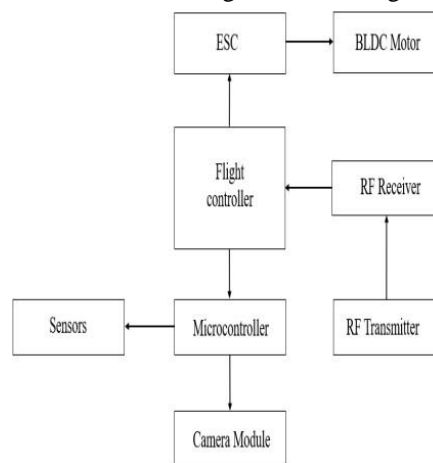 ESC
BLDC Motor
Flight
controller
RF Receiver
Sensors
Microcontroller
RF Transmitter
Camera Module